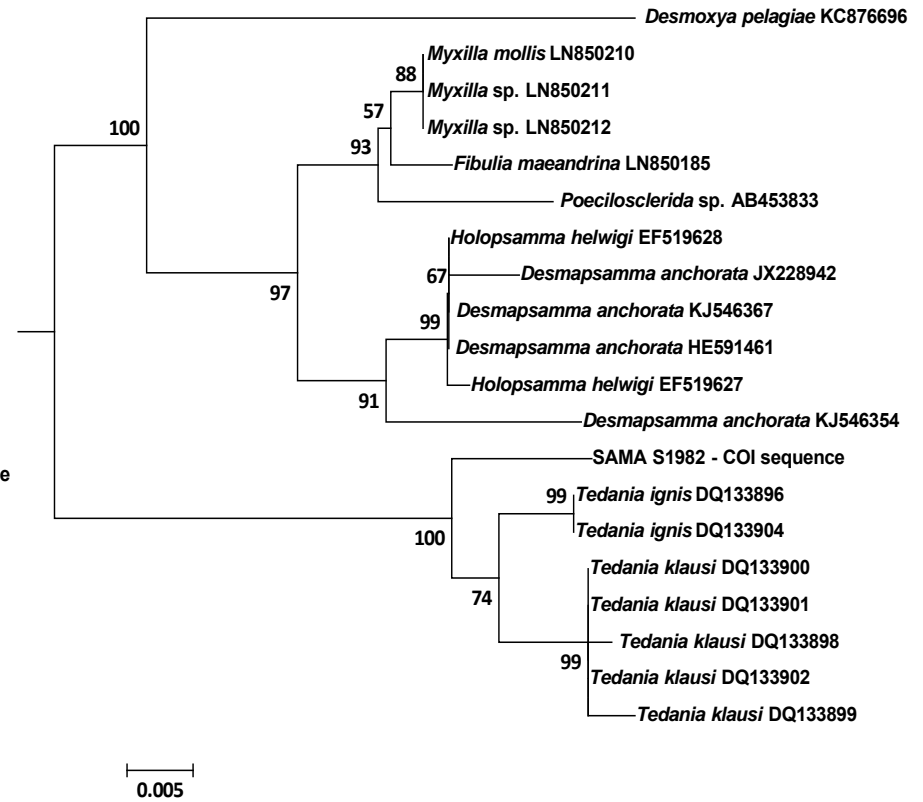 Desmoxya pelagiae KC876696
Myxilla mollis LN850210
88
Myxilla sp. LN850211
57
100
Myxilla sp. LN850212
93
Fibulia maeandrina LN850185
Poecilosclerida sp. AB453833
Holopsamma helwigi EF519628
67
Desmapsamma anchorata JX228942
97
Desmapsamma anchorata KJ546367
99
Desmapsamma anchorata HE591461
Holopsamma helwigi EF519627
91
Desmapsamma anchorata KJ546354
SAMA S1982 - COI sequence
e
99
Tedania ignis DQ133896
Tedania ignis DQ133904
100
Tedania klausi DQ133900
74
Tedania klausi DQ133901
Tedania klausi DQ133898
99
Tedania klausi DQ133902
Tedania klausi DQ133899
0.005